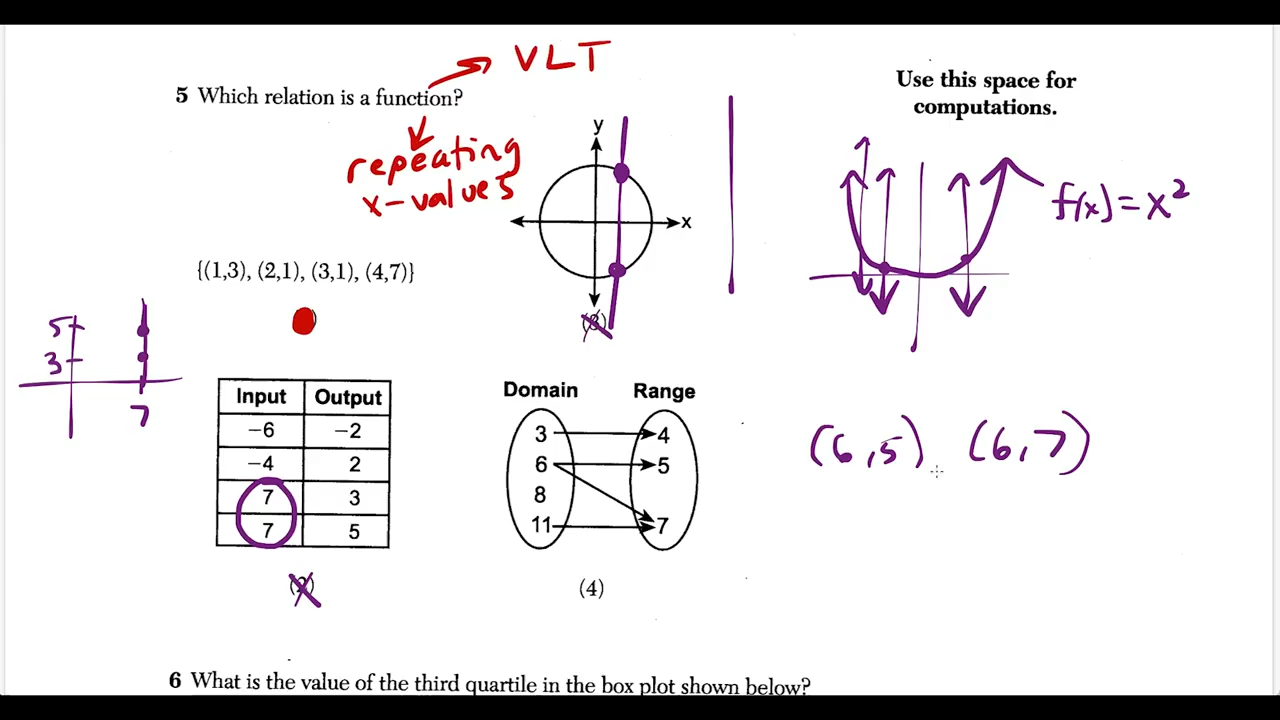 VLT
5 Which relation is a function?
repeating
x-values
{(1,3), (2,1), (3,1), (4,7)}
y
x
(3)
5
3
7
Input Output
−6 −2
−4 2
7 3
7 5
(2)
Domain Range
3 4
6 5
8
11 7
(4)
Use this space for
computations.
f(x) = x²
(6,5) (6,7)
6 What is the value of the third quartile in the box plot shown below?